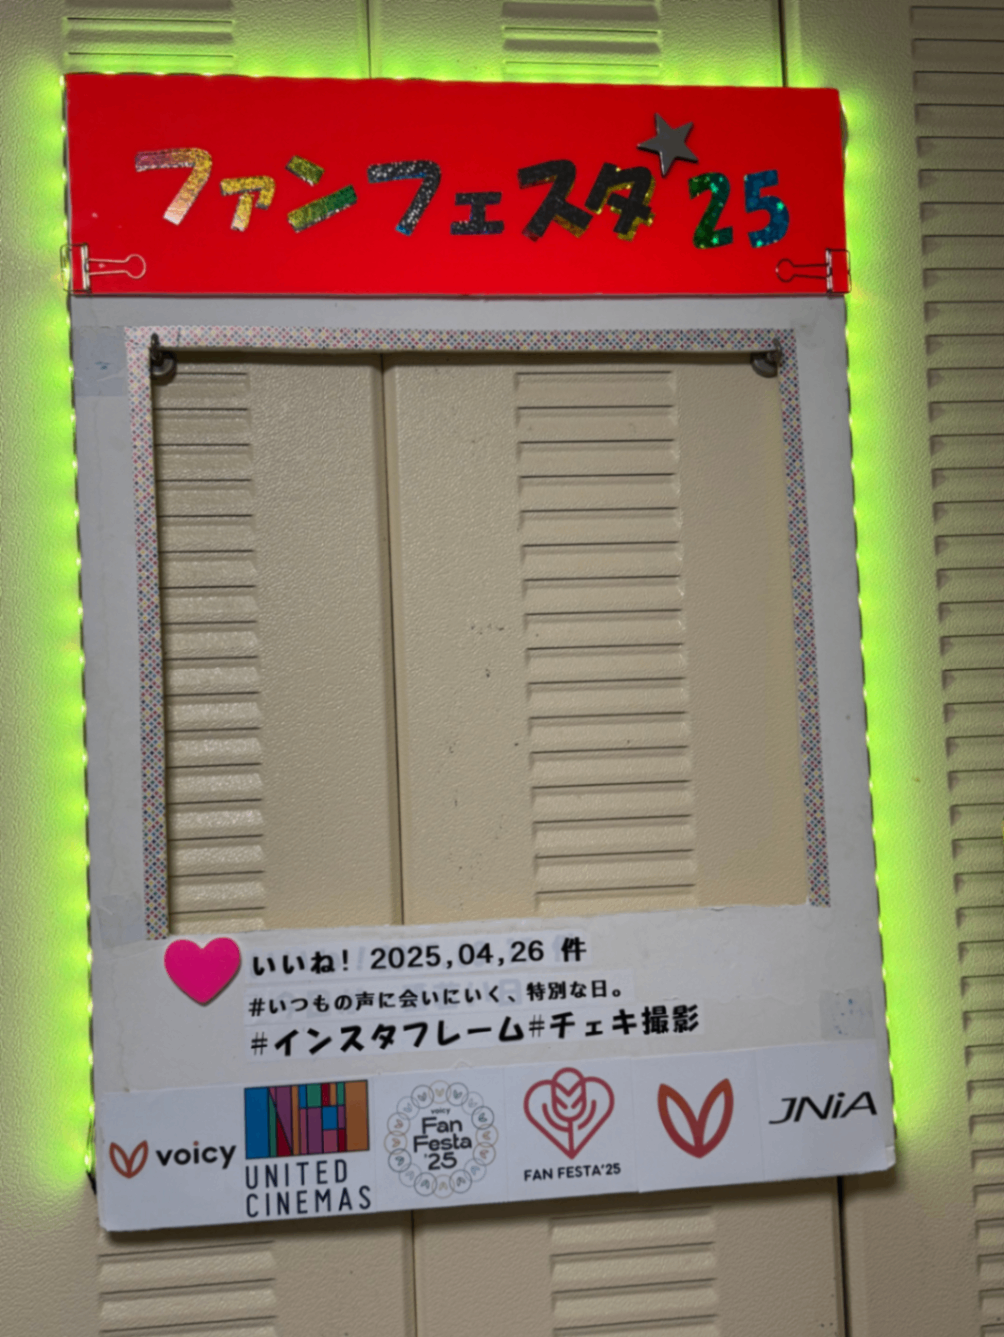 ファンフェスタ'25
いいね! 2025,04,26 件
#いつもの声に会いにいく、特別な日。
#インスタフレーム#チェキ撮影
voicy
UNITED
CINEMAS
voicy
Fan
Festa
'25
FAN FESTA'25
JNiA